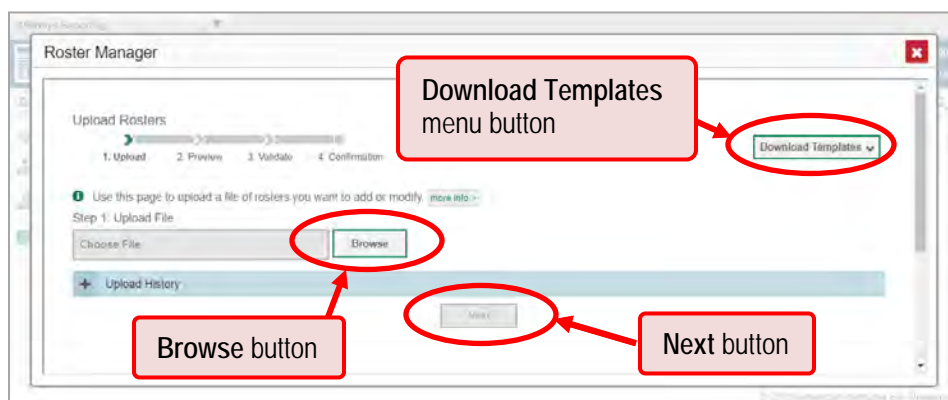 Roster Manager
Download Templates
menu button
Upload Rosters
Download Templates
1. Upload 2. Preview 3. Validate 4. Confirmation
Use this page to upload a file of rosters you want to add or modify. more info
Step 1: Upload File
Choose File Browse
+ Upload History
Next
Browse button
Next button